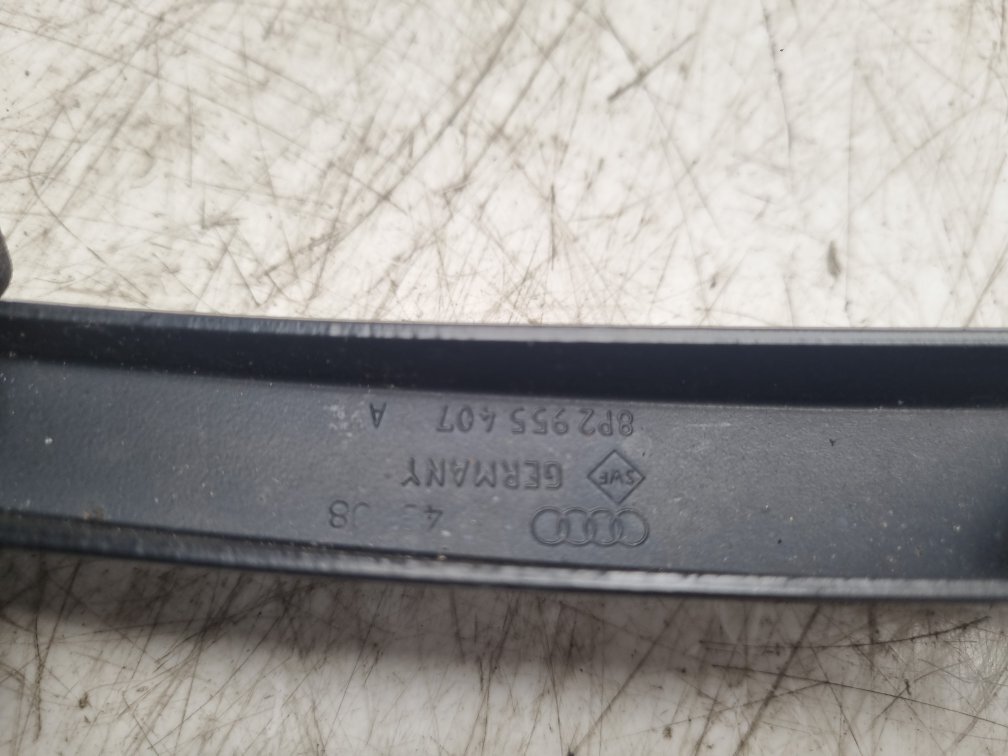 8P2 955 407 A
SWF GERMANY